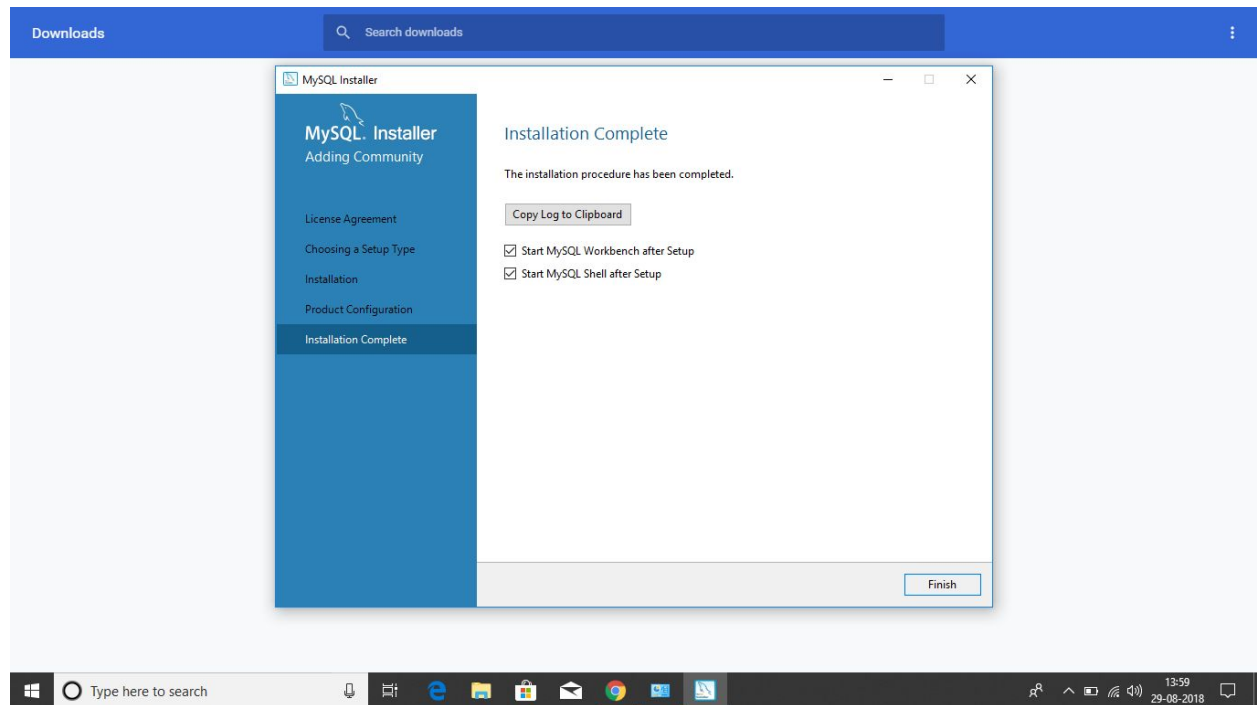 Downloads
Search downloads
MySQL Installer
MySQL. Installer
Adding Community
License Agreement
Choosing a Setup Type
Installation
Product Configuration
Installation Complete
Installation Complete
The installation procedure has been completed.
Copy Log to Clipboard
Start MySQL Workbench after Setup
Start MySQL Shell after Setup
Finish
Type here to search
13:59
29-08-2018